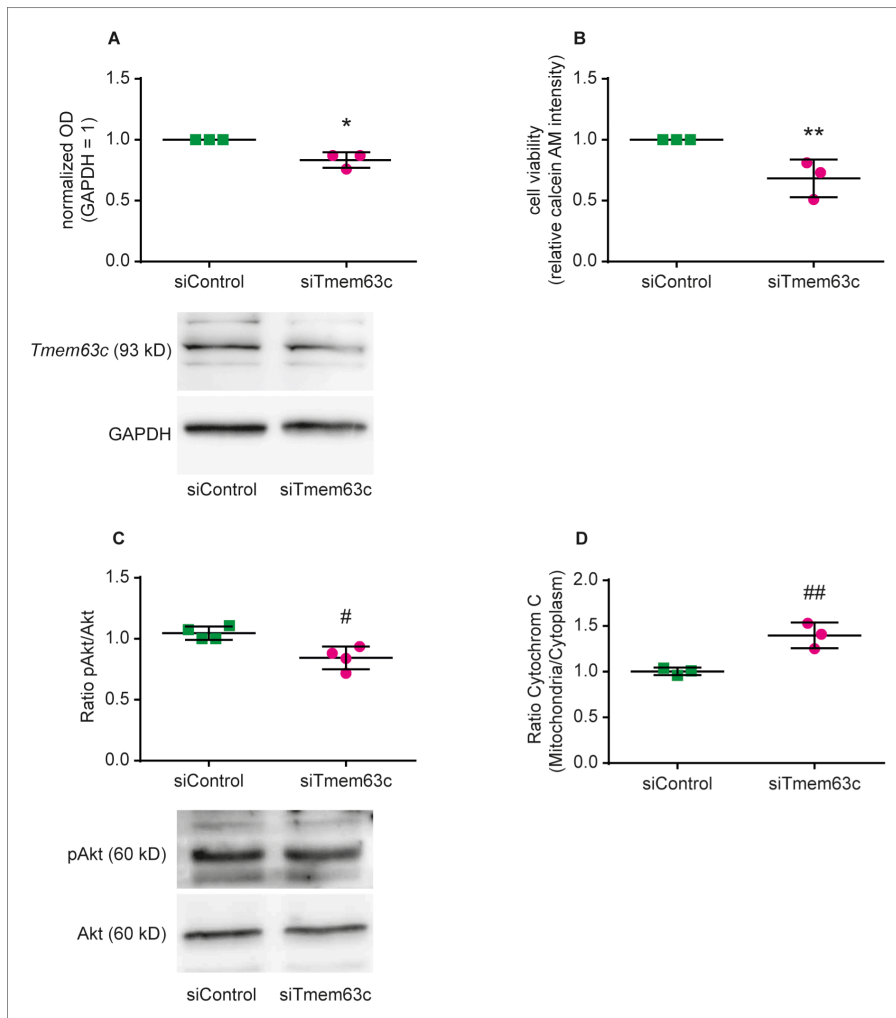 A
normalized OD
(GAPDH = 1)
1.5
1.0
0.5
0.0
*
siControl
siTmem63c
Tmem63c (93 kD)
GAPDH
siControl
siTmem63c
B
cell viability
(relative calcein AM intensity)
1.5
1.0
0.5
0.0
**
siControl
siTmem63c
C
Ratio pAkt/Akt
1.5
1.0
0.5
0.0
#
siControl
siTmem63c
pAkt (60 kD)
Akt (60 kD)
siControl
siTmem63c
D
Ratio Cytochrom C
(Mitochondria/Cytoplasm)
2.0
1.5
1.0
0.5
0.0
##
siControl
siTmem63c